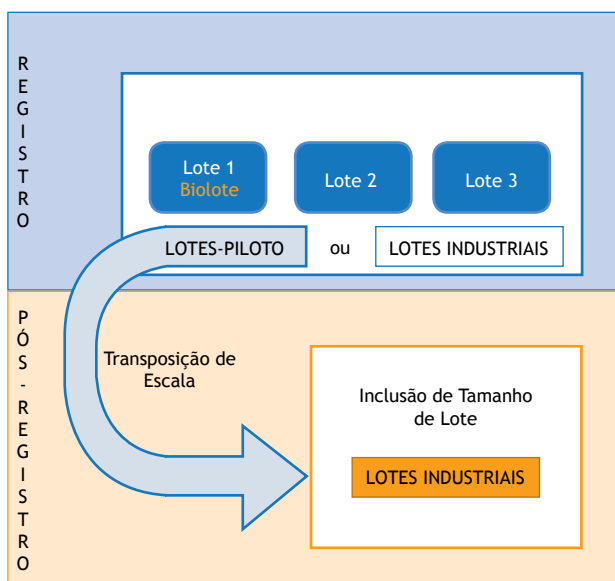 REGISTRO
Lote 1
Biolote
Lote 2
Lote 3
LOTES-PILOTO
ou
LOTES INDUSTRIAIS
PÓS-REGISTRO
Transposição de
Escala
Inclusão de Tamanho
de Lote
LOTES INDUSTRIAIS